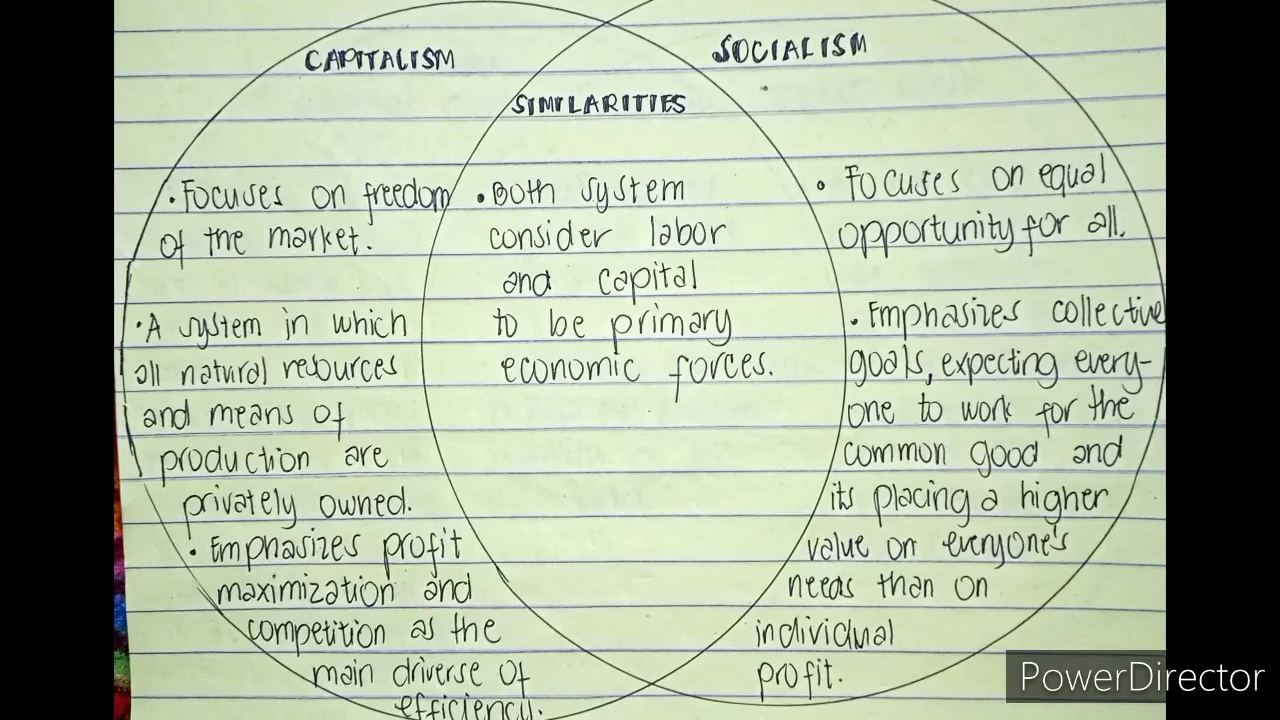 CAPITALISM
• Focuses on freedom
of the market.
• A system in which
all natural resources
and means of
production are
privately owned.
• Emphasizes profit
maximization and
competition as the
main driverse of
efficiency.
SIMILARITIES
• Both system
consider labor
and capital
to be primary
economic forces.
SOCIALISM
• Focuses on equal
opportunity for all.
• Emphasizes collective
goals, expecting every-
one to work for the
common good and
its placing a higher
value on everyone's
needs than on
individual
profit.
PowerDirector